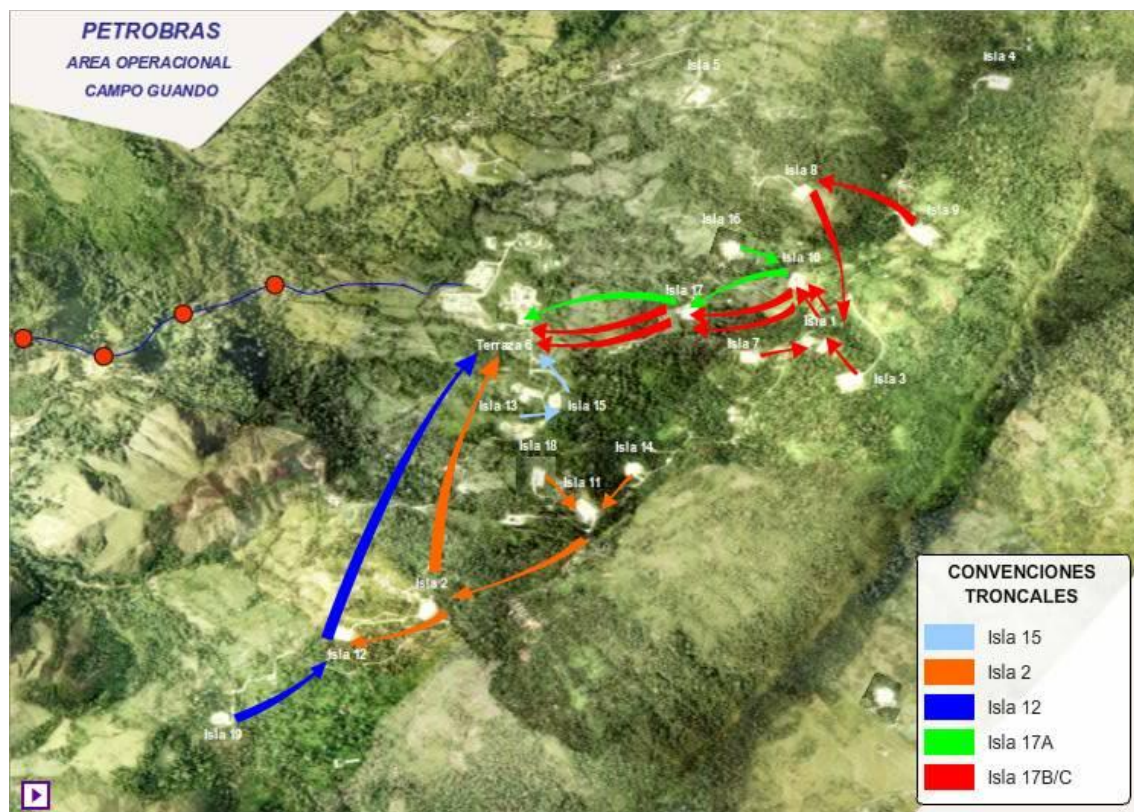 PETROBRAS
AREA OPERACIONAL
CAMPO GUANDO
Isla 4
Isla 5
Isla 8
Isla 9
Isla 16
Isla 10
Isla 17
Isla 1
Terraza 6
Isla 7
Isla 3
Isla 13
Isla 15
Isla 18
Isla 14
Isla 11
Isla 2
Isla 12
Isla 19
CONVENCIONES
TRONCALES
Isla 15
Isla 2
Isla 12
Isla 17A
Isla 17B/C